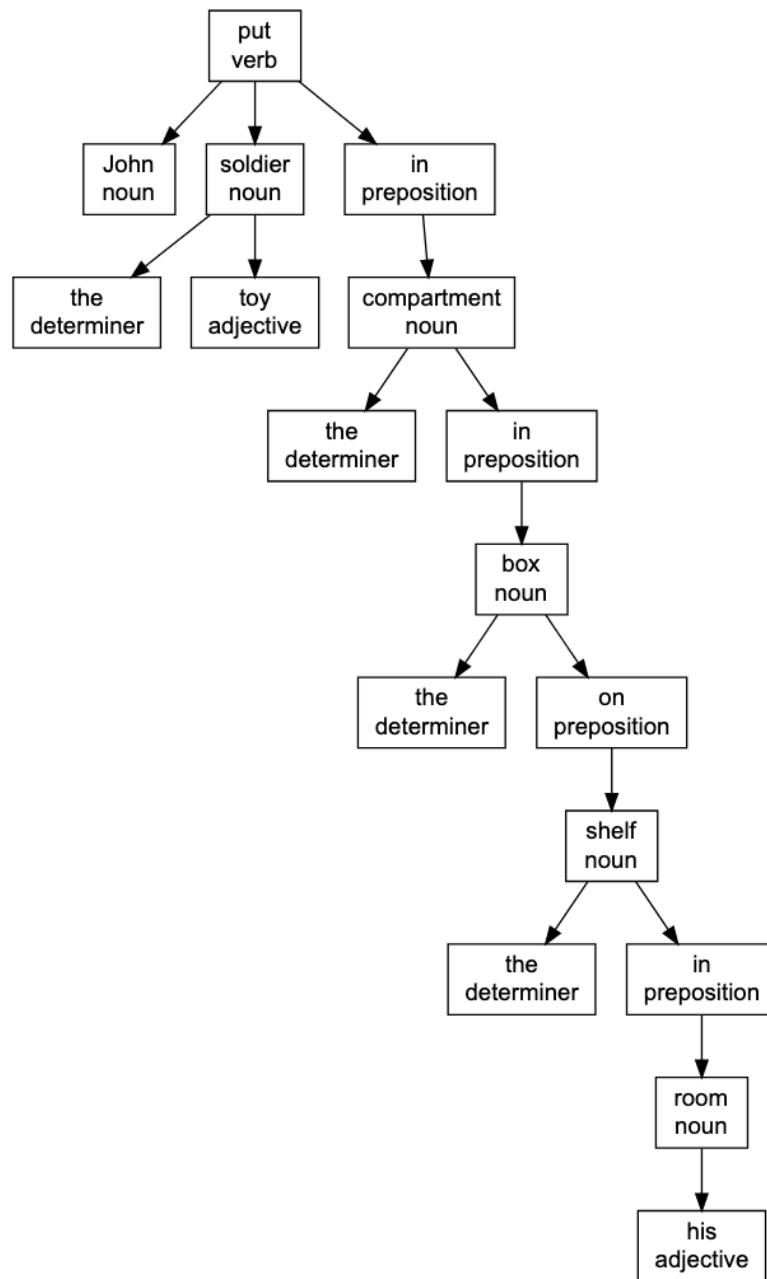 put
verb
John
noun
soldier
noun
in
preposition
the
determiner
toy
adjective
compartment
noun
the
determiner
in
preposition
box
noun
the
determiner
on
preposition
shelf
noun
the
determiner
in
preposition
room
noun
his
adjective